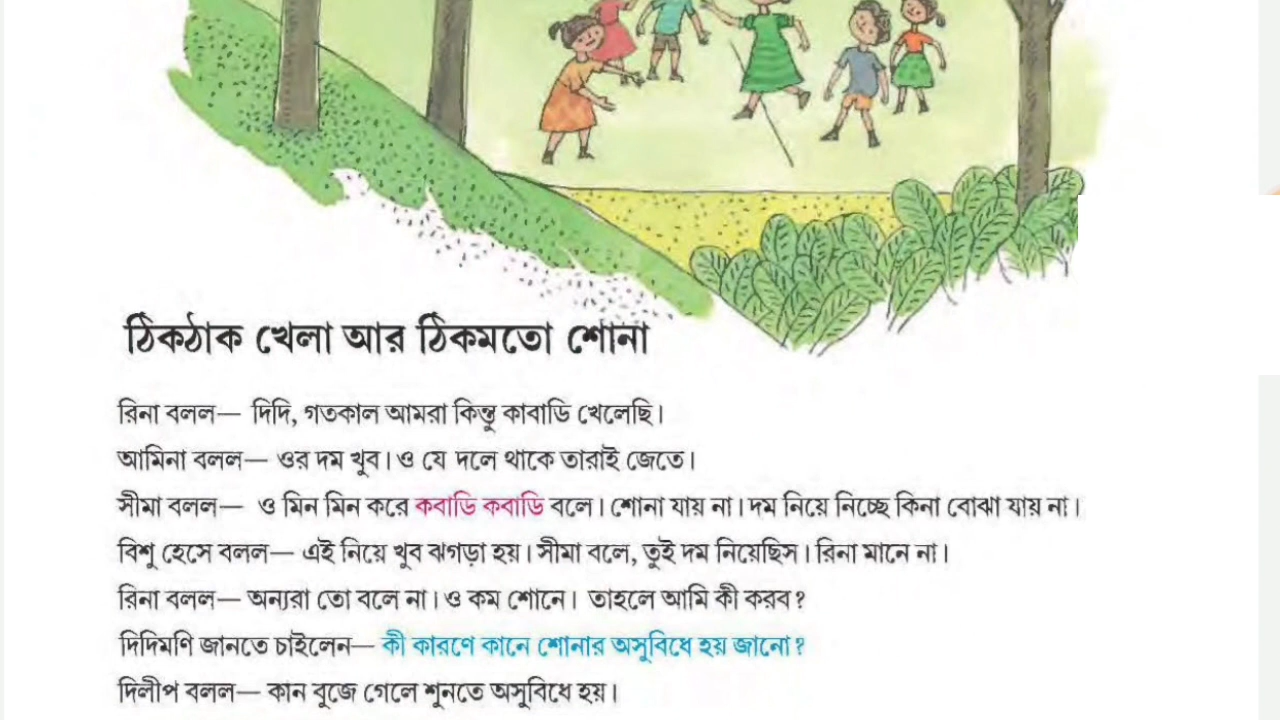 ঠিকঠাক খেলা আর ঠিকমতো শোনা
রিনা বলল— দিদি, গতকাল আমরা কিন্তু কাবাডি খেলেছি।
আমিনা বলল— ওর দম খুব। ও যে দলে থাকে তারাই জেতে।
সীমা বলল— ও মিন মিন করে কবাডি কবাডি বলে। শোনা যায় না। দম নিয়ে নিচ্ছে কিনা বোঝা যায় না।
বিশু হেসে বলল— এই নিয়ে খুব ঝগড়া হয়। সীমা বলে, তুই দম নিয়েছিস। রিনা মানে না।
রিনা বলল— অন্যরা তো বলে না। ও কম শোনে। তাহলে আমি কী করব?
দিদিমণি জানতে চাইলেন— কী কারণে কানে শোনার অসুবিধে হয় জানো?
দিলীপ বলল— কান বুজে গেলে শুনতে অসুবিধে হয়।